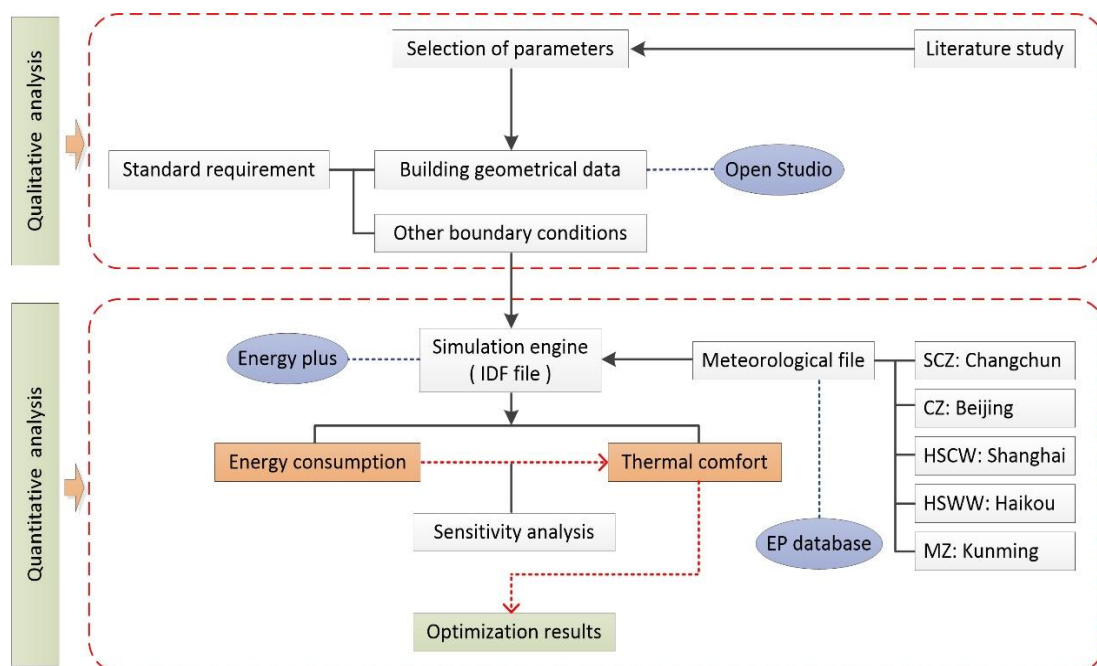 Qualitative analysis
Selection of parameters
Literature study
Standard requirement
Building geometrical data
Open Studio
Other boundary conditions
Quantitative analysis
Energy plus
Simulation engine
( IDF file )
Meteorological file
SCZ: Changchun
CZ: Beijing
HSCW: Shanghai
HSWW: Haikou
MZ: Kunming
Energy consumption
Thermal comfort
Sensitivity analysis
EP database
Optimization results